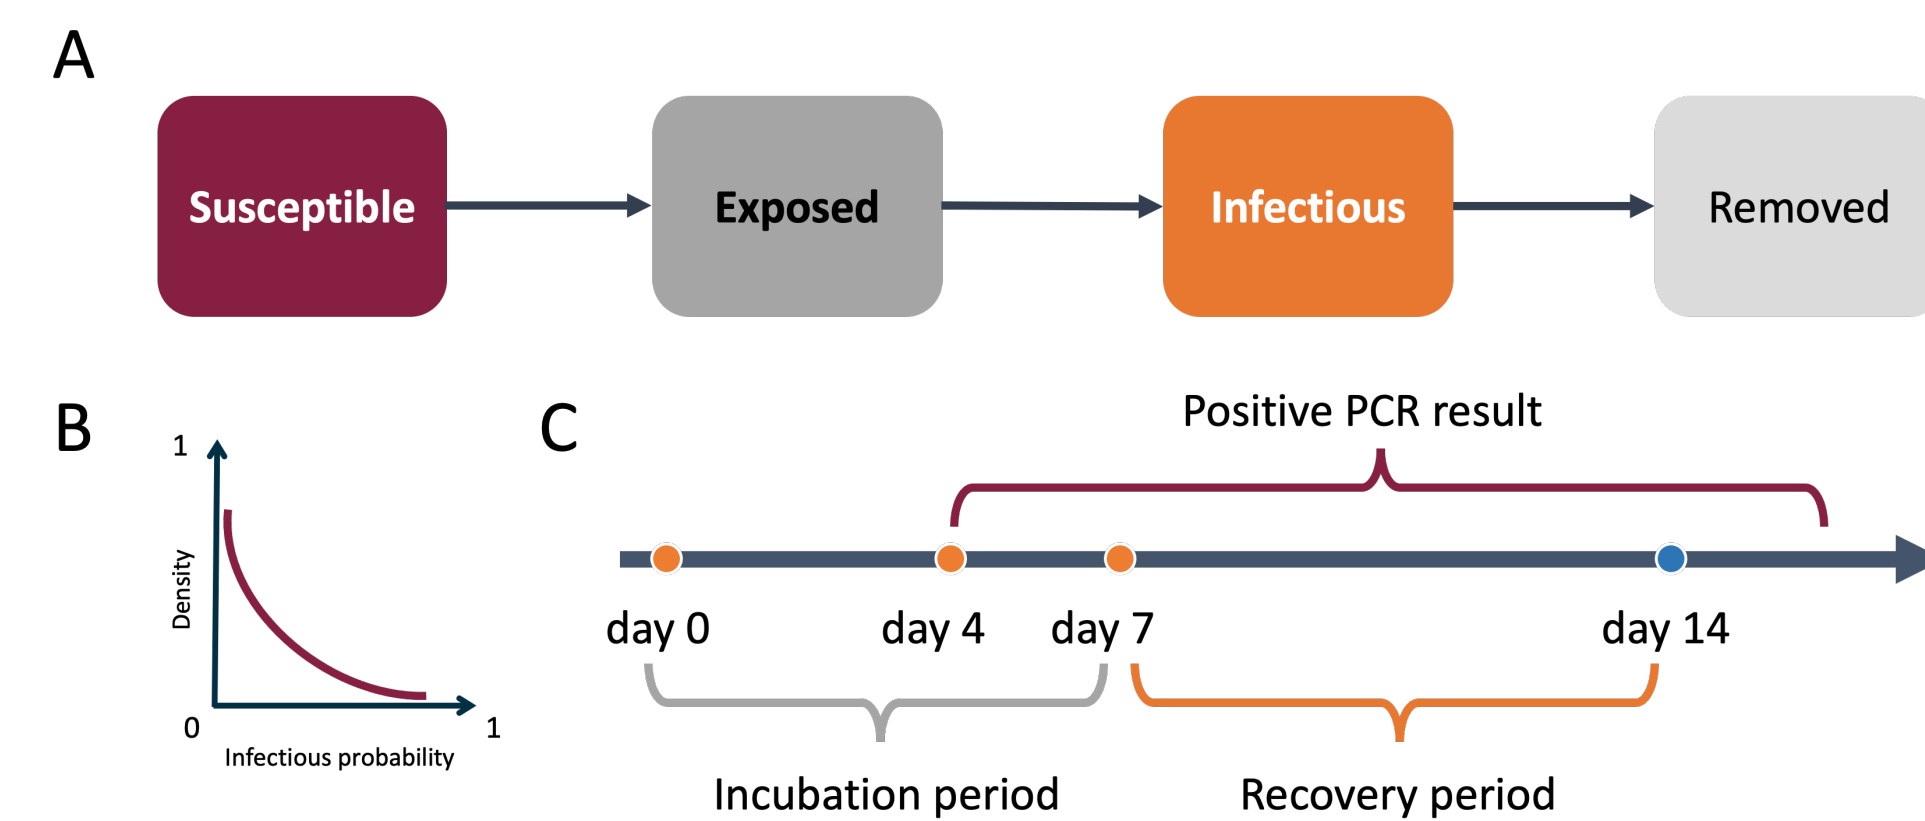 A
Susceptible
Exposed
Infectious
Removed
B
1
Density
0
1
Infectious probability
C
Positive PCR result
day 0
day 4
day 7
day 14
Incubation period
Recovery period